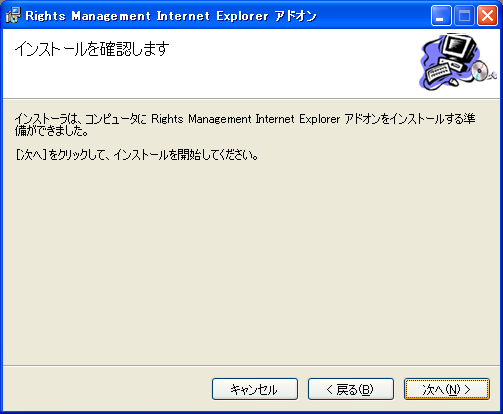 Rights Management Internet Explorer アドオン
インストールを確認します
インストーラは、コンピュータに Rights Management Internet Explorer アドオンをインストールする準
備ができました。
[次へ]をクリックして、インストールを開始してください。
キャンセル
< 戻る(B)
次へ(N) >